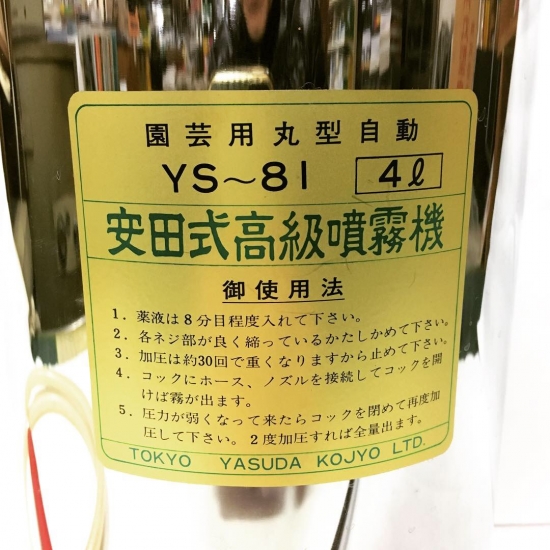 園芸用丸型自動
YS～81 4ℓ
安田式高級噴霧機
御使用法
1. 薬液は8分目程度入れて下さい。
2. 各ネジ部が良く締っているかたしかめて下さい。
3. 加圧は約30回で重くなりますから止めて下さい。
4. コックにホース、ノズルを接続してコックを開
けば霧が出ます。
5. 圧力が弱くなって来たらコックを閉めて再度加
圧して下さい。2度加圧すれば全量出ます。
TOKYO YASUDA KOJYO LTD.